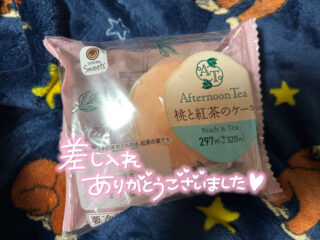 Sweets
A.T.
Afternoon Tea
桃と紅茶のケーキ
Peach & Tea
297円(税込320円)
差し入れ
ありがとうございました♡